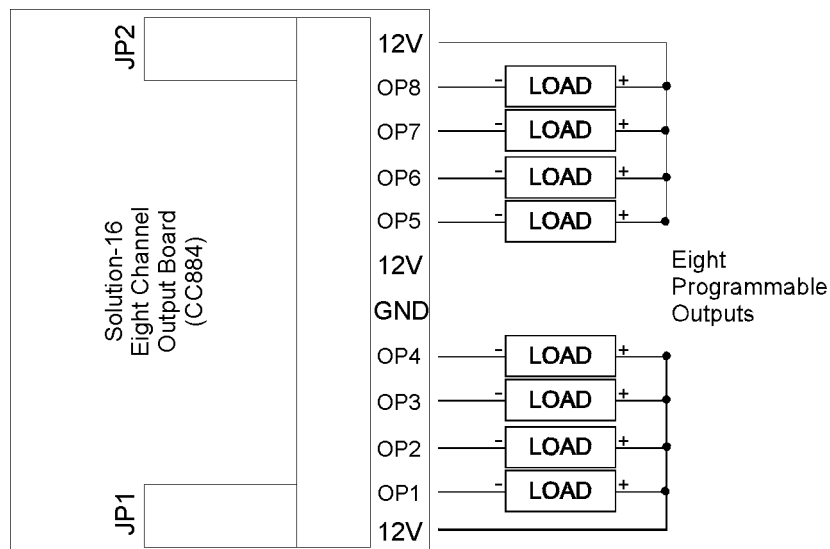 JP2
12V
OP8 - LOAD +
OP7 - LOAD +
OP6 - LOAD +
OP5 - LOAD +
12V
GND
OP4 - LOAD +
OP3 - LOAD +
OP2 - LOAD +
OP1 - LOAD +
12V
JP1
Solution-16
Eight Channel
Output Board
(CC884)
Eight
Programmable
Outputs